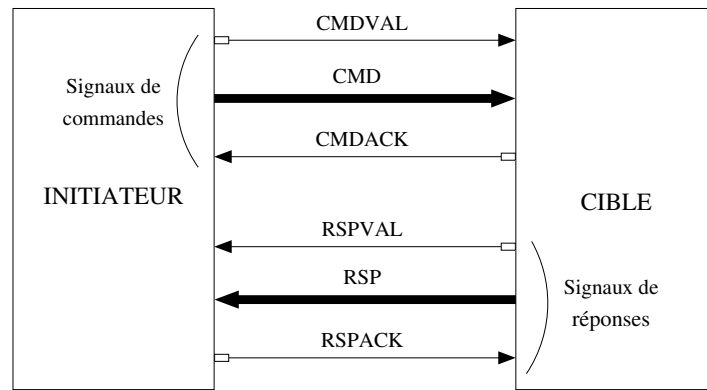 CMDVAL
Signaux de
commandes
CMD
CMDACK
INITIATEUR
CIBLE
RSPVAL
RSP
Signaux de
réponses
RSPACK